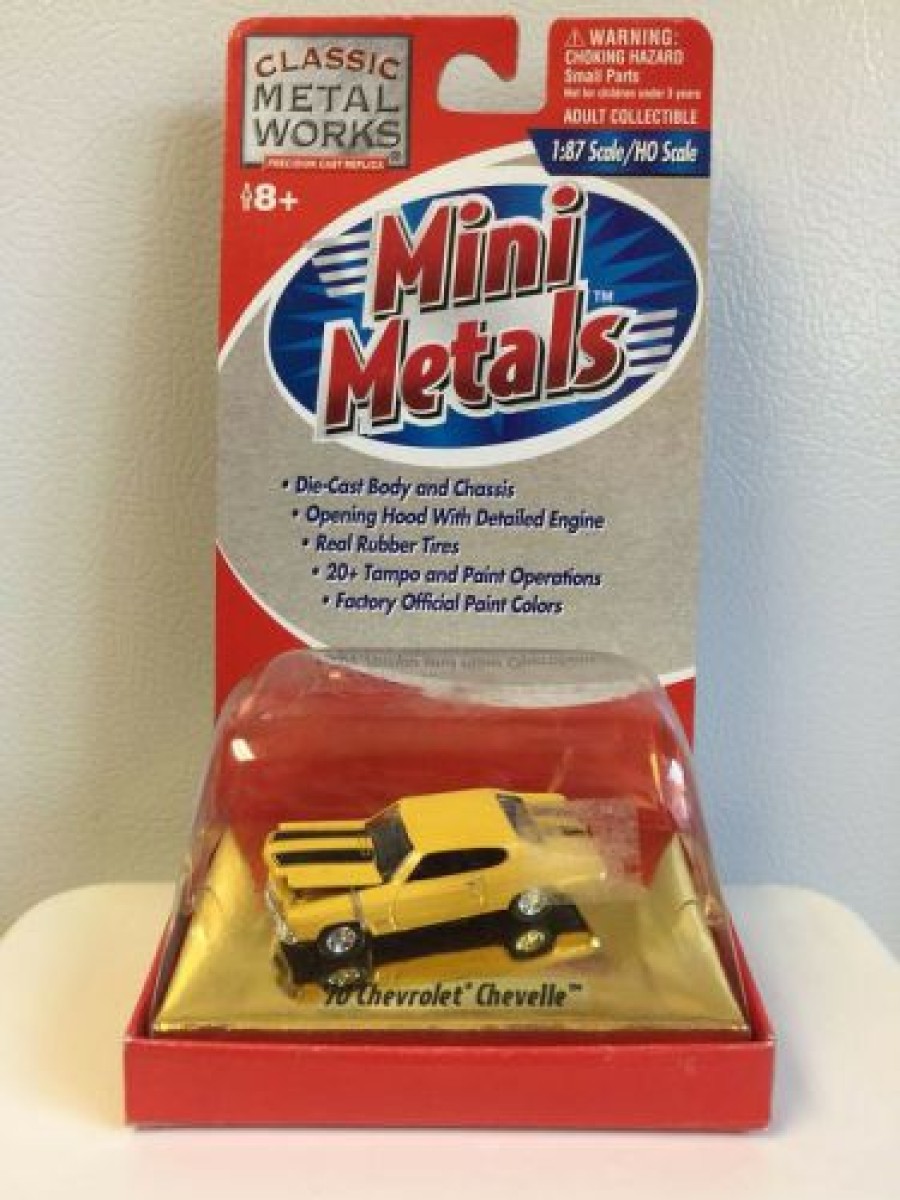 CLASSIC
METAL
WORKS®
PRECISION CAST REPLICA
8+
⚠ WARNING:
CHOKING HAZARD
Small Parts
Not for children under 3 years
ADULT COLLECTIBLE
1:87 Scale/HO Scale
Mini
Metals™
• Die-Cast Body and Chassis
• Opening Hood With Detailed Engine
• Real Rubber Tires
• 20+ Tampo and Paint Operations
• Factory Official Paint Colors
'70 Chevrolet® Chevelle™